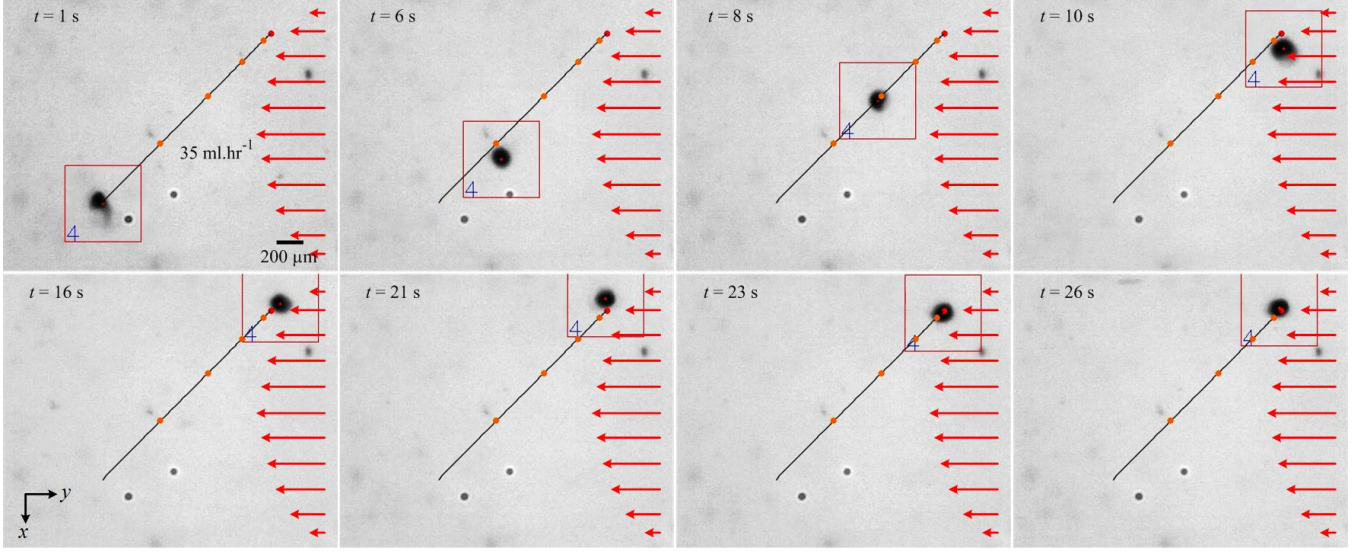 t = 1 s
35 ml.hr⁻¹
4
200 µm
t = 6 s
4
t = 8 s
4
t = 10 s
4
t = 16 s
4
y
x
t = 21 s
4
t = 23 s
4
t = 26 s
4